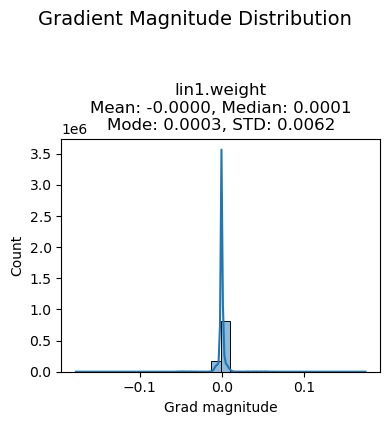 Gradient Magnitude Distribution
lin1.weight
Mean: -0.0000, Median: 0.0001
Mode: 0.0003, STD: 0.0062
1e6
3.5
3.0
2.5
2.0
1.5
1.0
0.5
0.0
Count
−0.1 0.0 0.1
Grad magnitude